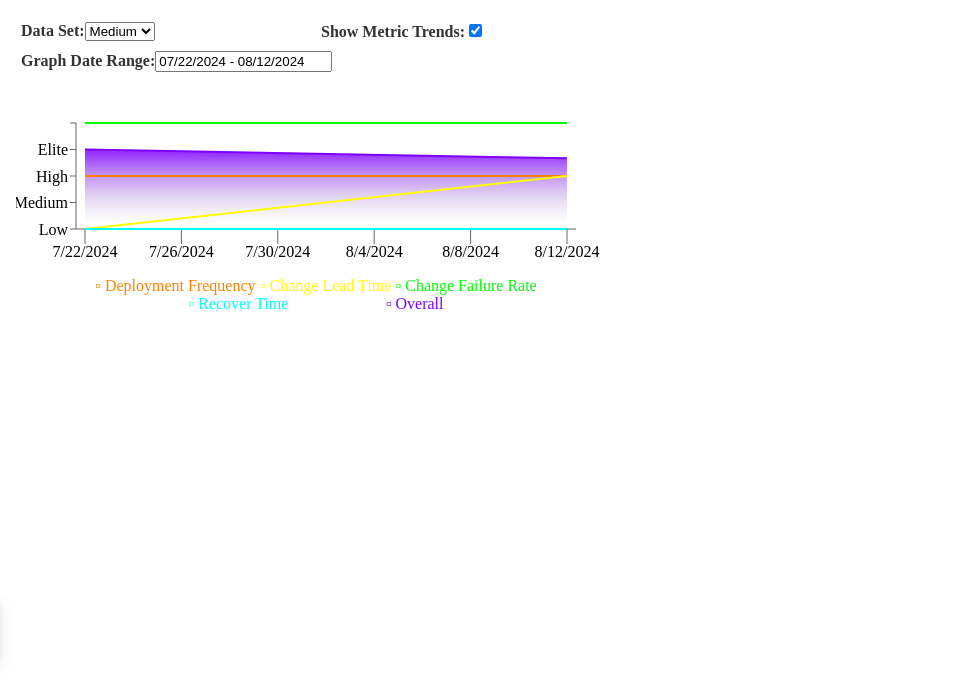 Data Set: Medium Show Metric Trends:
Graph Date Range: 07/22/2024 - 08/12/2024
Elite
High
Medium
Low
7/22/2024 7/26/2024 7/30/2024 8/4/2024 8/8/2024 8/12/2024
Deployment Frequency Change Lead Time Change Failure Rate
Recover Time Overall